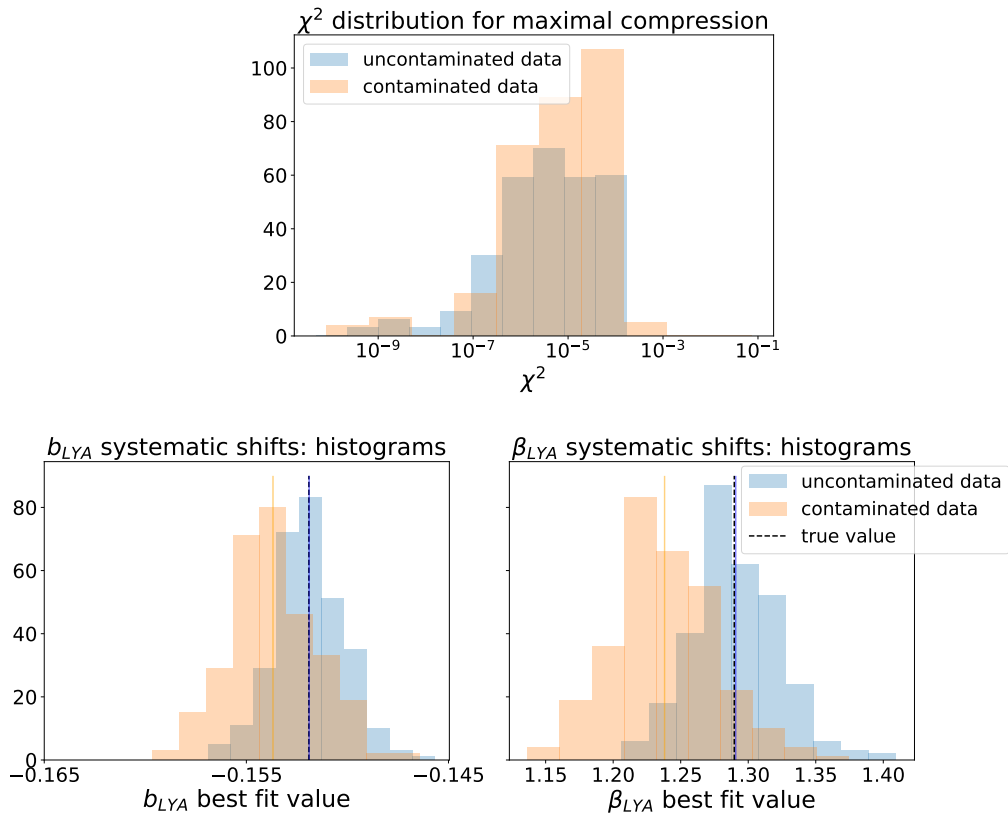 χ² distribution for maximal compression
uncontaminated data
contaminated data
100
80
60
40
20
0
10⁻⁹ 10⁻⁷ 10⁻⁵ 10⁻³ 10⁻¹
χ²
b_LYA systematic shifts: histograms
80
60
40
20
0
−0.165 −0.155 −0.145
b_LYA best fit value
β_LYA systematic shifts: histograms
uncontaminated data
contaminated data
true value
1.15 1.20 1.25 1.30 1.35 1.40
β_LYA best fit value